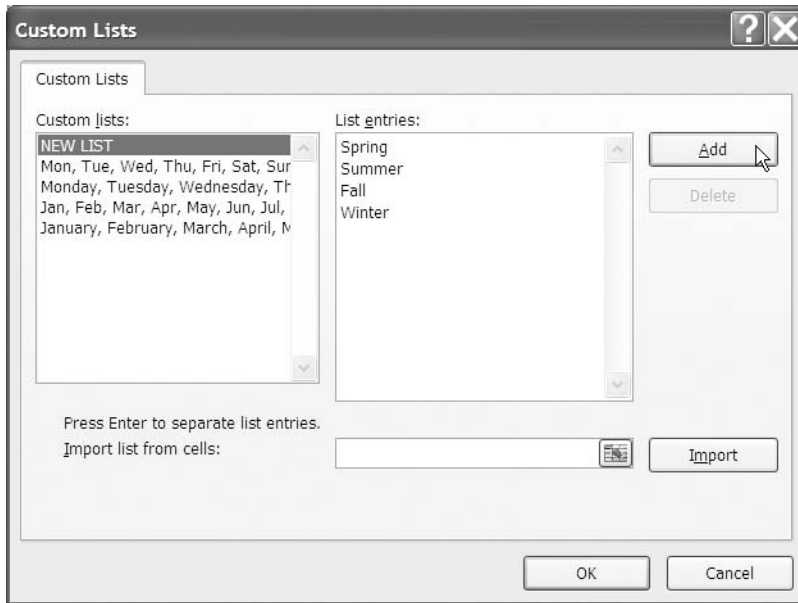 Custom Lists
Custom Lists
Custom lists:
NEW LIST
Mon, Tue, Wed, Thu, Fri, Sat, Sur
Monday, Tuesday, Wednesday, Th
Jan, Feb, Mar, Apr, May, Jun, Jul,
January, February, March, April, M
List entries:
Spring
Summer
Fall
Winter
Add
Delete
Press Enter to separate list entries.
Import list from cells:
Import
OK
Cancel